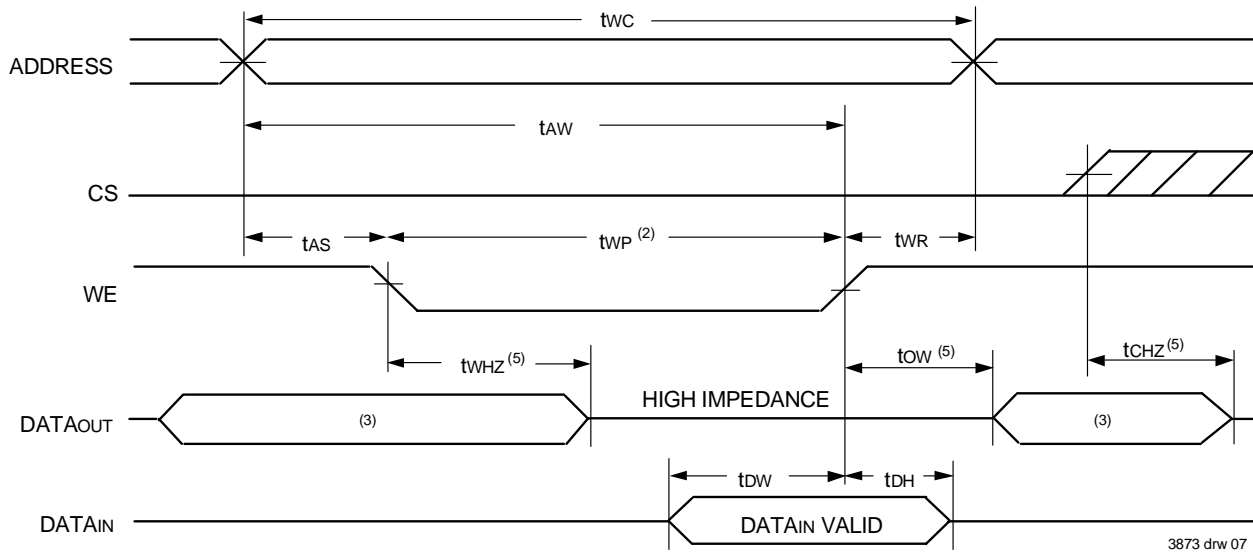 tWC
ADDRESS
tAW
CS
tAS
tWP (2)
tWR
WE
tWHZ (5)
tOW (5)
tCHZ (5)
HIGH IMPEDANCE
DATAOUT
(3)
(3)
tDW
tDH
DATAIN
DATAIN VALID
3873 drw 07